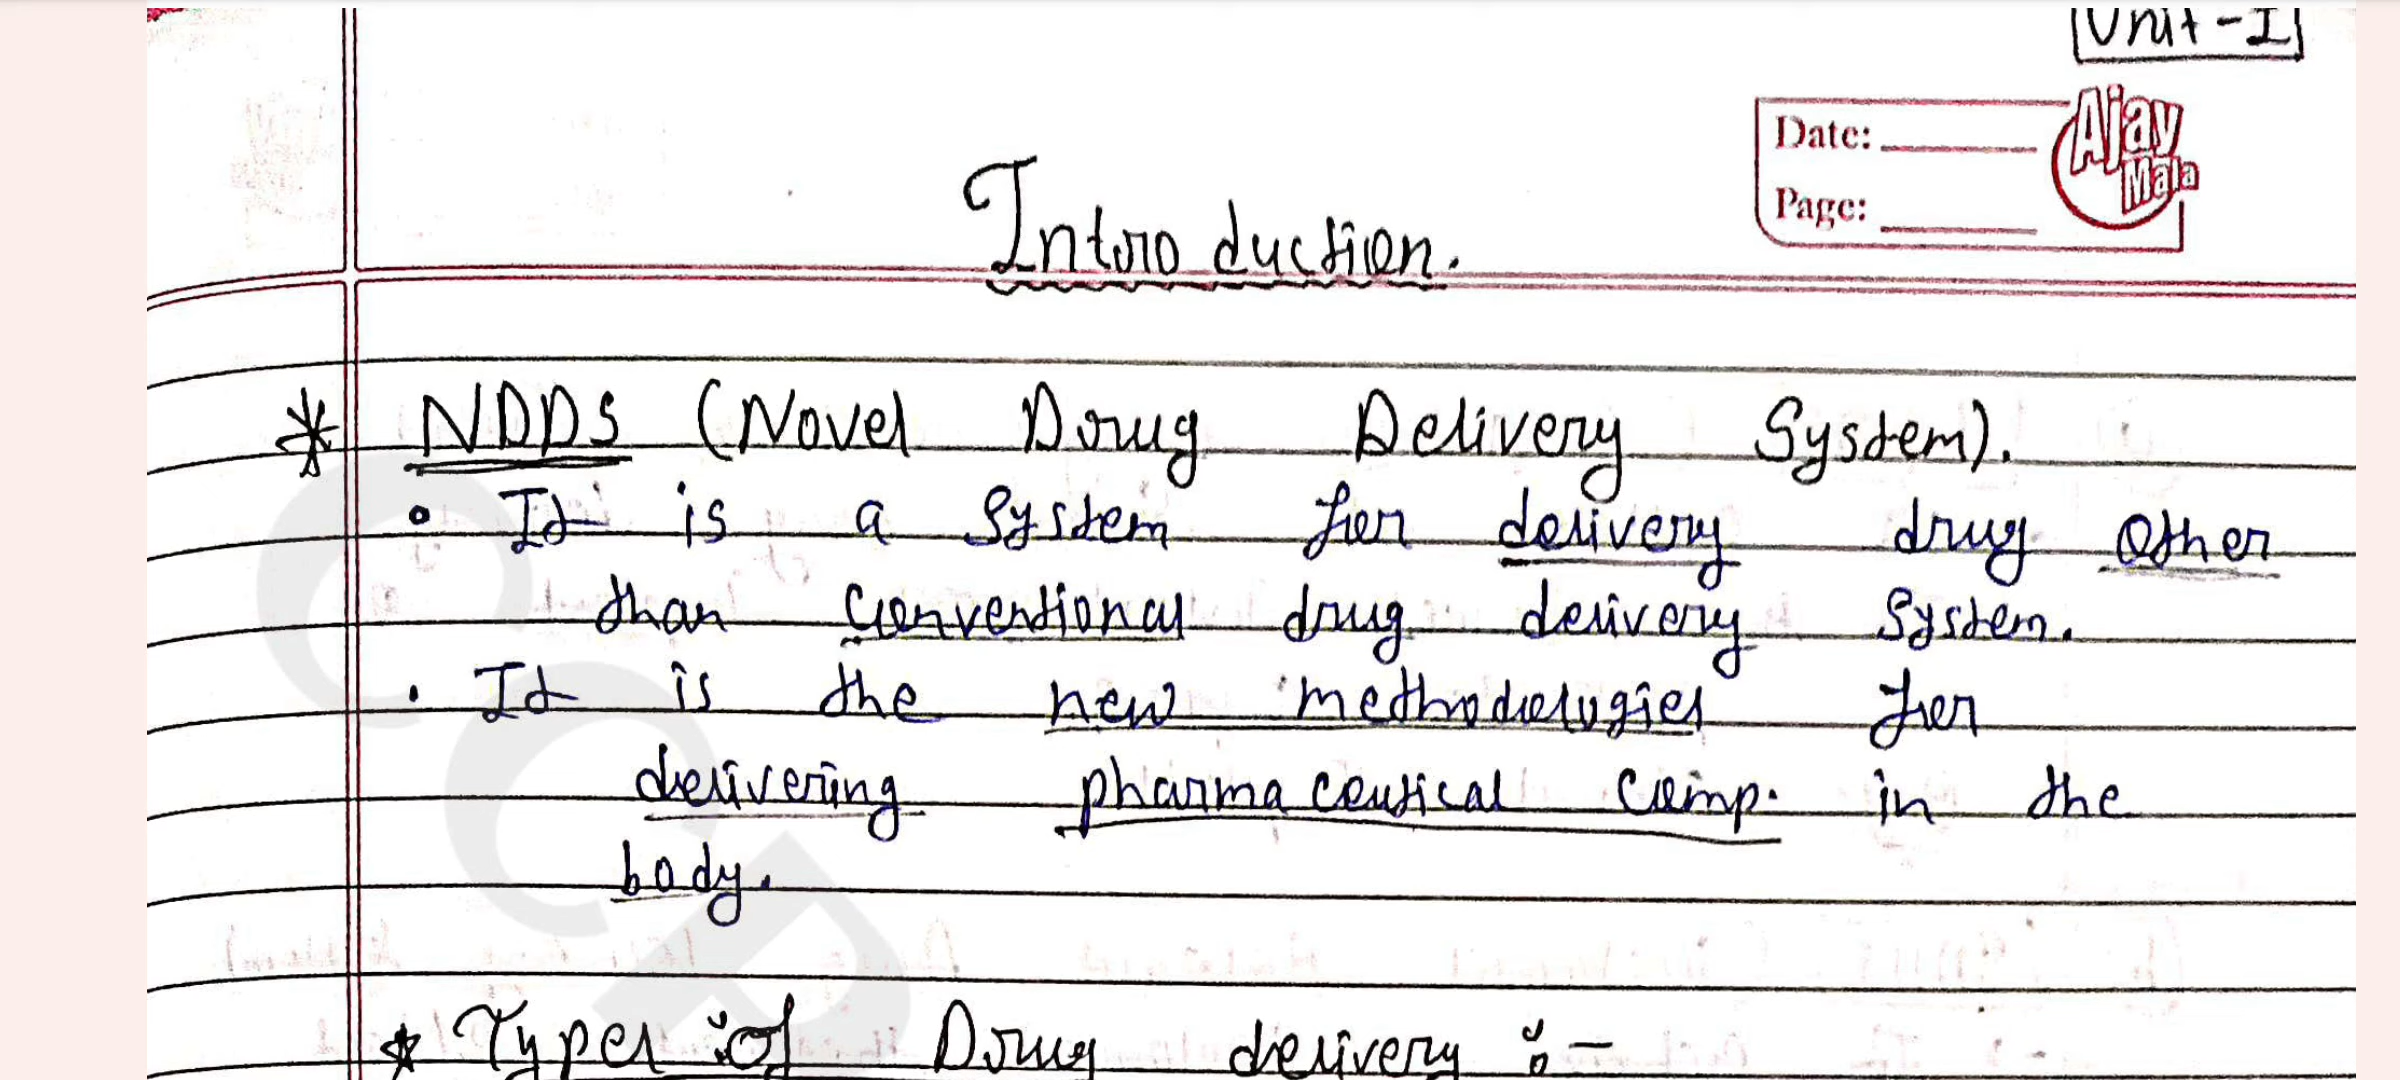 Unit-I
Date:
Ajay
Mala
Page:
Introduction.
* NDDS (Novel Drug Delivery System).
• It is a System for delivery drug other
than Conventional drug delivery System.
• It is the new methodologies for
delivering pharmaceutical Comp. in the
body.
* Types of Drug delivery :-
CCP